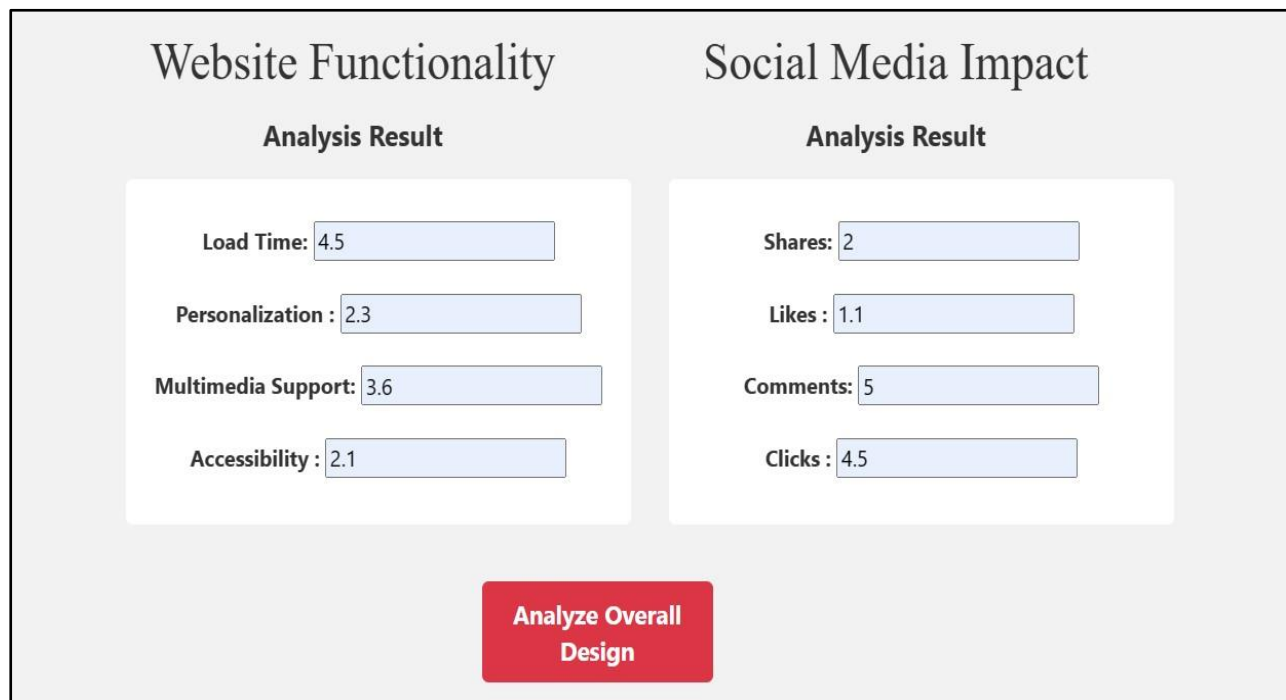 Website Functionality
Analysis Result
Load Time: 4.5
Personalization : 2.3
Multimedia Support: 3.6
Accessibility : 2.1
Social Media Impact
Analysis Result
Shares: 2
Likes : 1.1
Comments: 5
Clicks : 4.5
Analyze Overall
Design